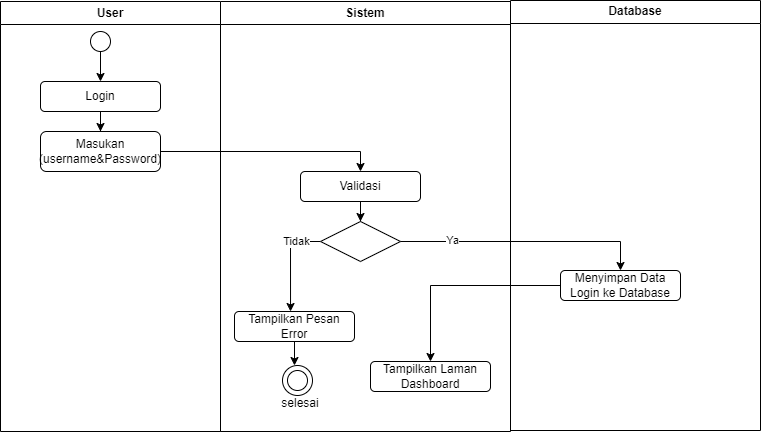 User
Sistem
Database
Login
Masukan
(username&Password)
Validasi
Tidak
Ya
Menyimpan Data
Login ke Database
Tampilkan Pesan
Error
Tampilkan Laman
Dashboard
selesai